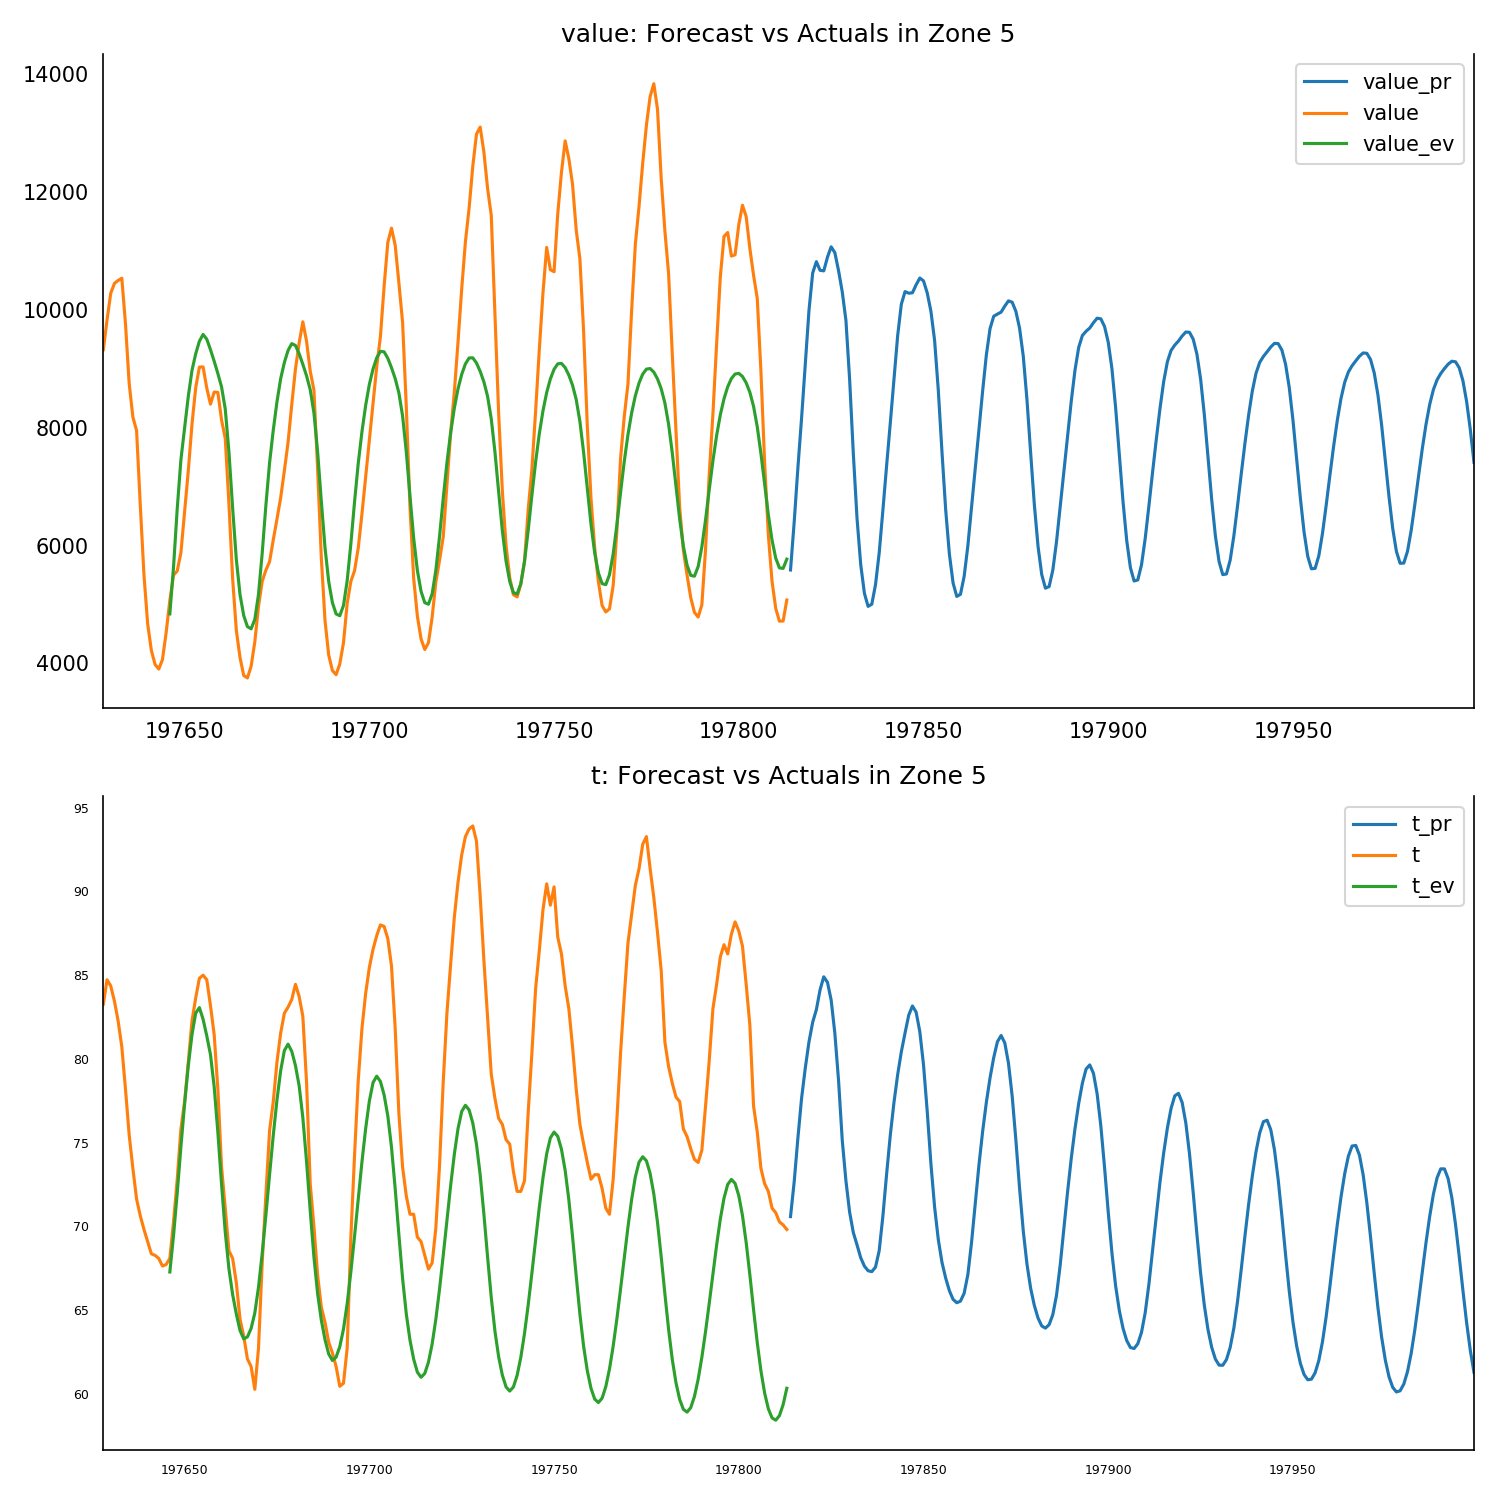 value: Forecast vs Actuals in Zone 5
14000
12000
10000
8000
6000
4000
value_pr
value
value_ev
197650 197700 197750 197800 197850 197900 197950
t: Forecast vs Actuals in Zone 5
95
90
85
80
75
70
65
60
t_pr
t
t_ev
197650 197700 197750 197800 197850 197900 197950